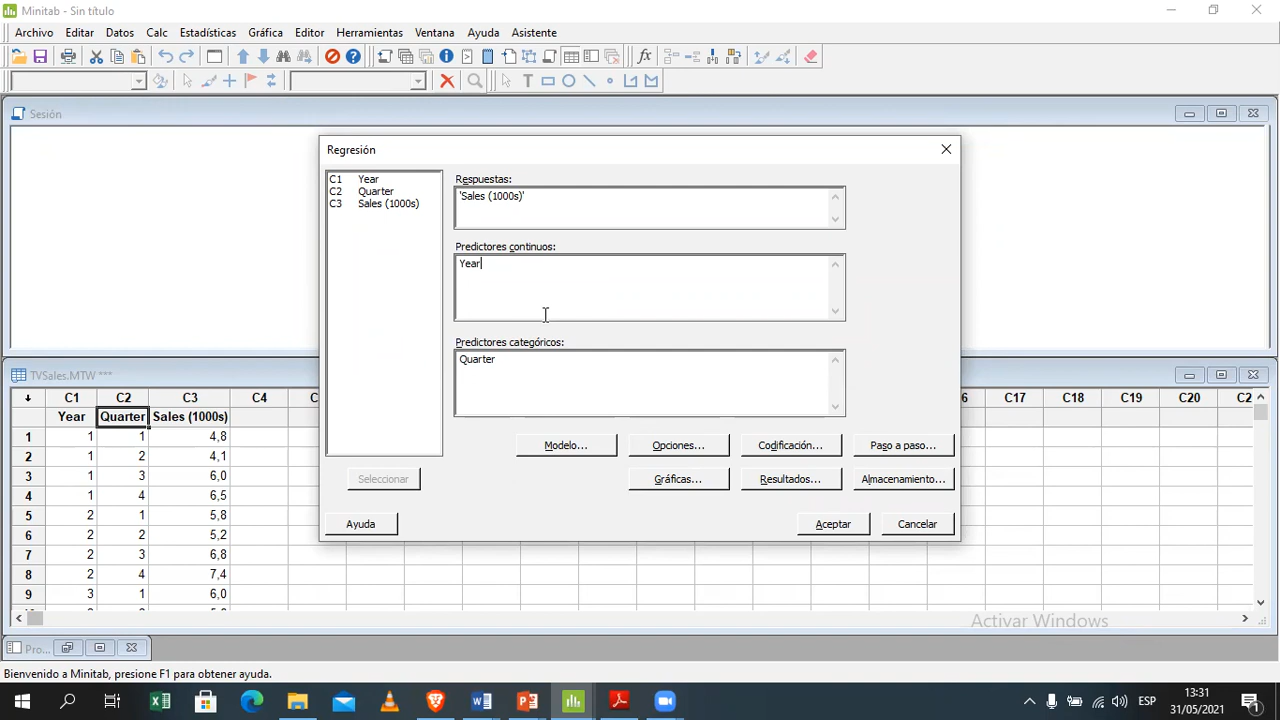 Minitab - Sin título
Archivo Editar Datos Calc Estadísticas Gráfica Editor Herramientas Ventana Ayuda Asistente
Sesión
Regresión
C1 Year
C2 Quarter
C3 Sales (1000s)
Respuestas:
'Sales (1000s)'
Predictores continuos:
Year
Predictores categóricos:
Quarter
Modelo... Opciones... Codificación... Paso a paso...
Seleccionar Gráficas... Resultados... Almacenamiento...
Ayuda Aceptar Cancelar
TVSales.MTW ***
C1 C2 C3 C4 C16 C17 C18 C19 C20
Year Quarter Sales (1000s)
1 1 1 4,8
2 1 2 4,1
3 1 3 6,0
4 1 4 6,5
5 2 1 5,8
6 2 2 5,2
7 2 3 6,8
8 2 4 7,4
9 3 1 6,0
Activar Windows
Pro...
Bienvenido a Minitab, presione F1 para obtener ayuda.
ESP 13:31
31/05/2021